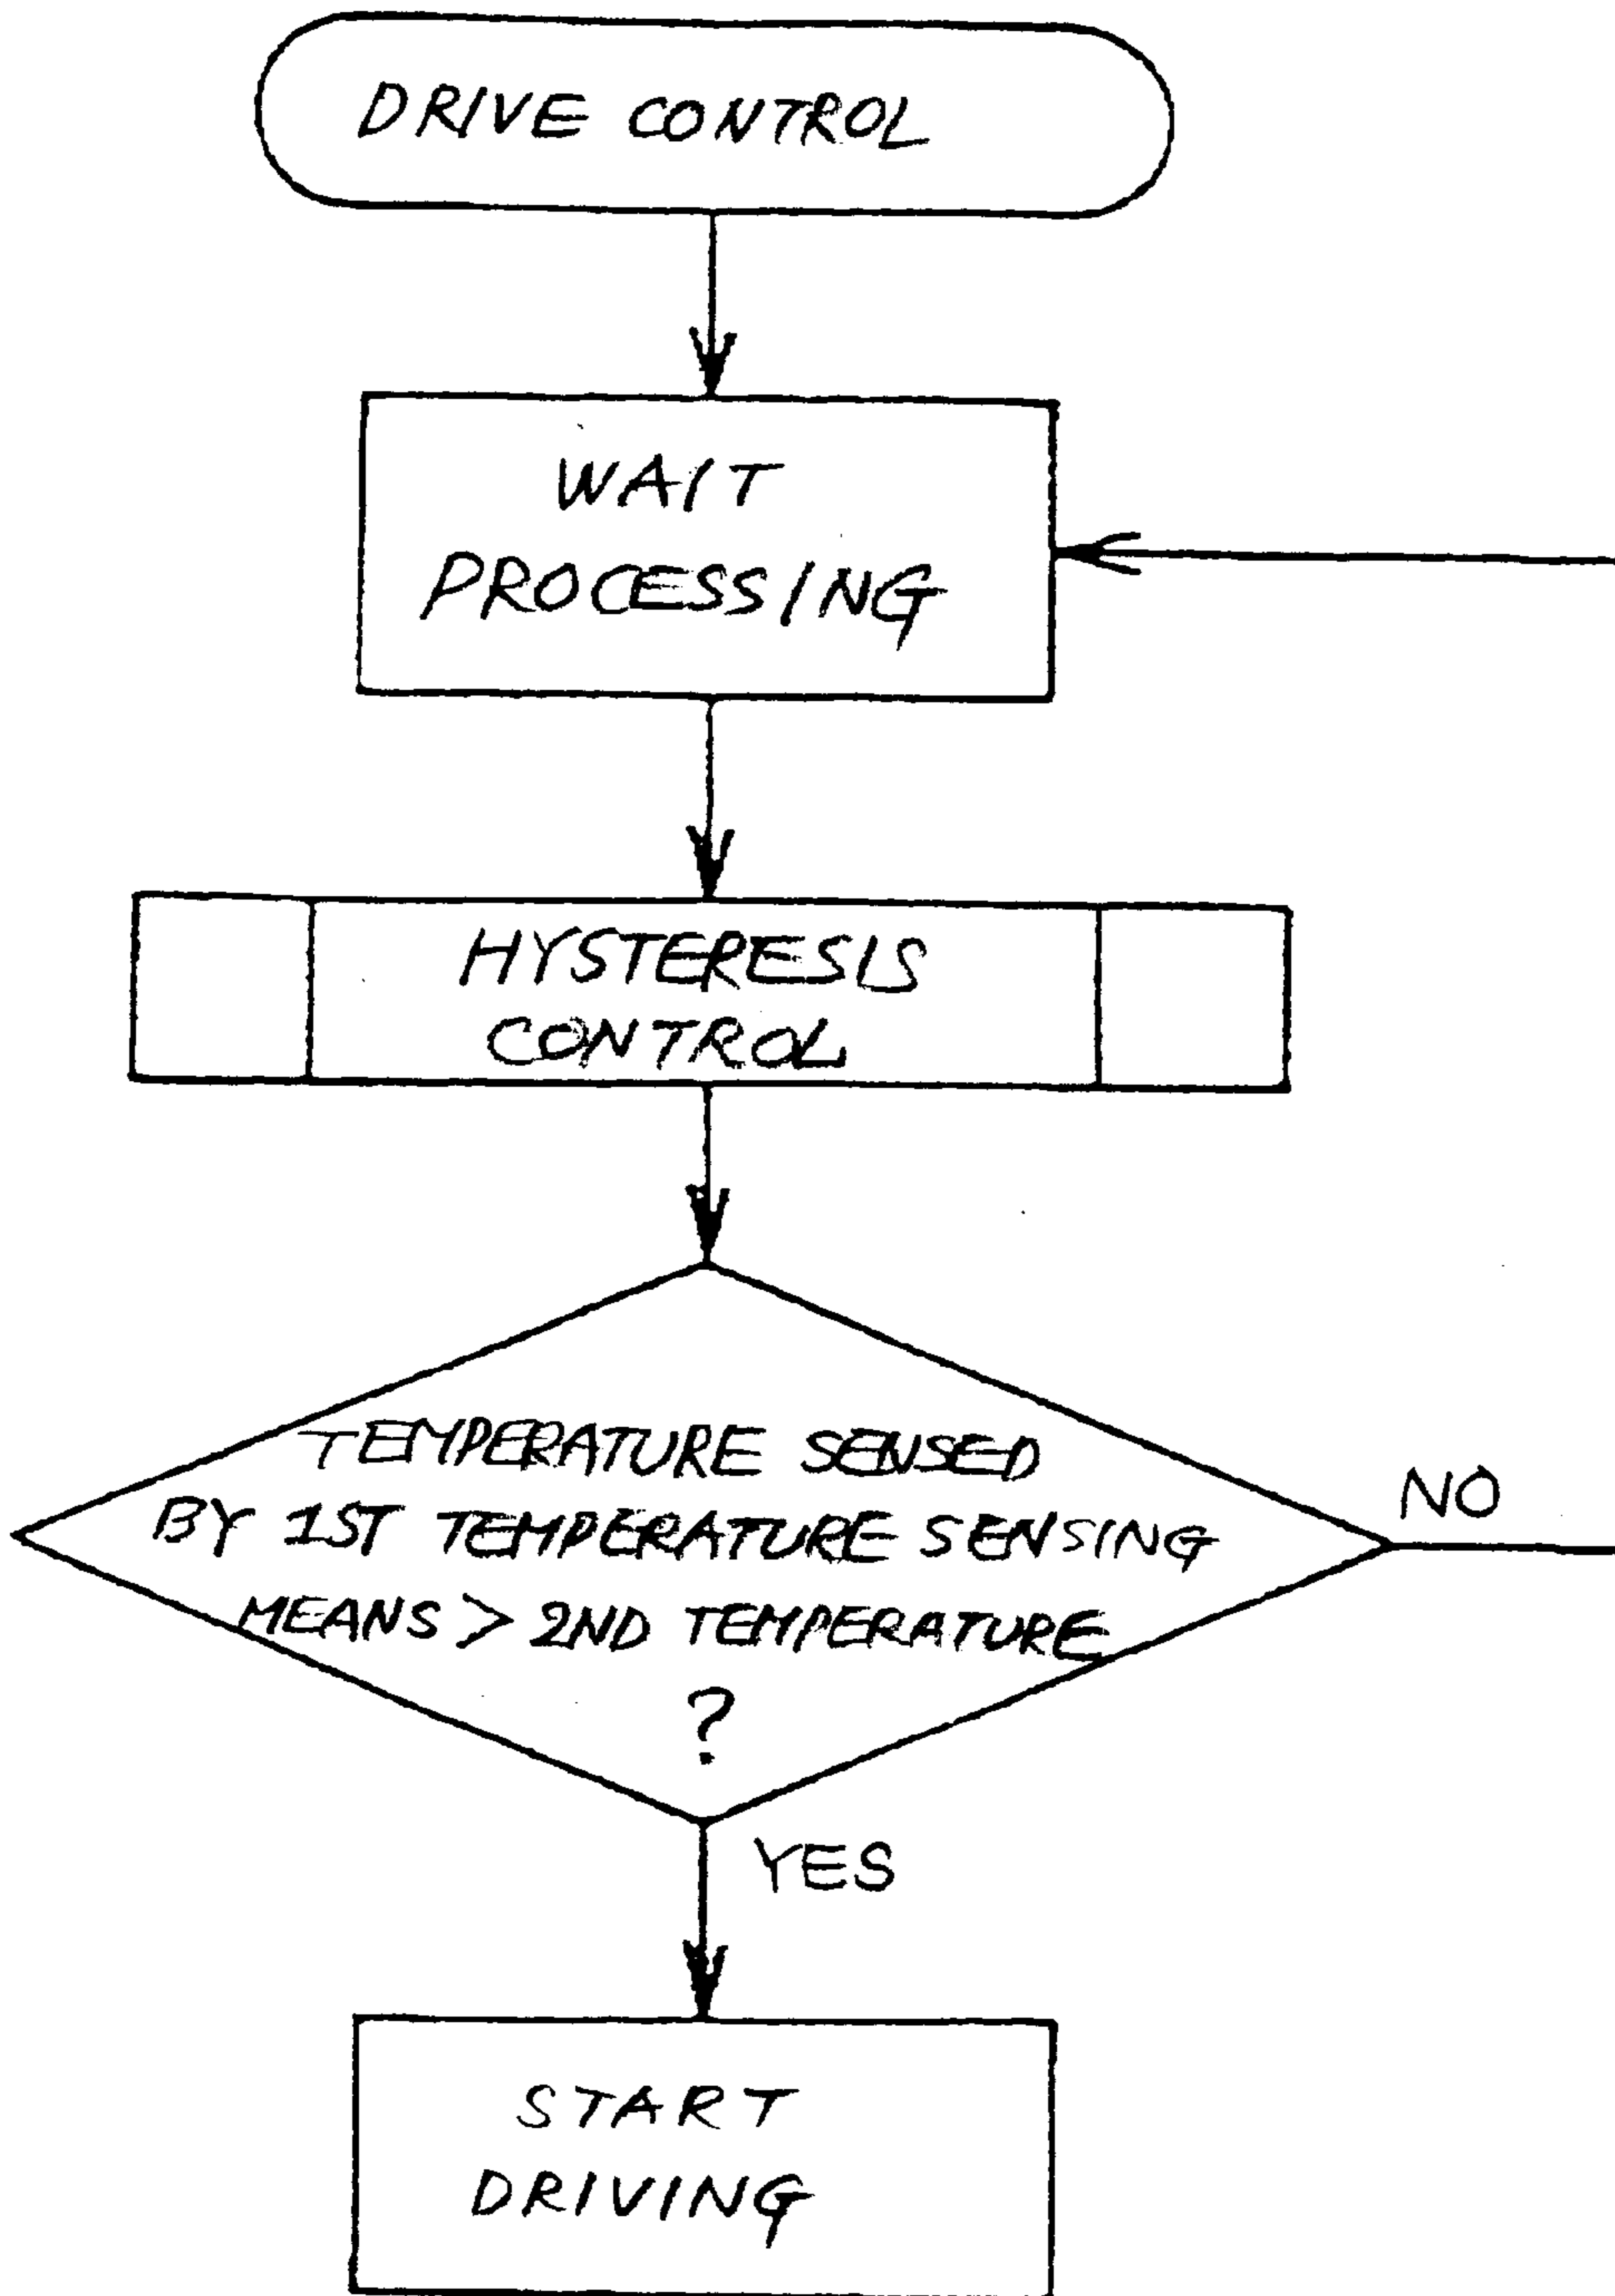 DRIVE CONTROL
WAIT
PROCESSING
HYSTERESIS
CONTROL
TEMPERATURE SENSED
BY 1ST TEMPERATURE SENSING
MEANS > 2ND TEMPERATURE
?
NO
YES
START
DRIVING